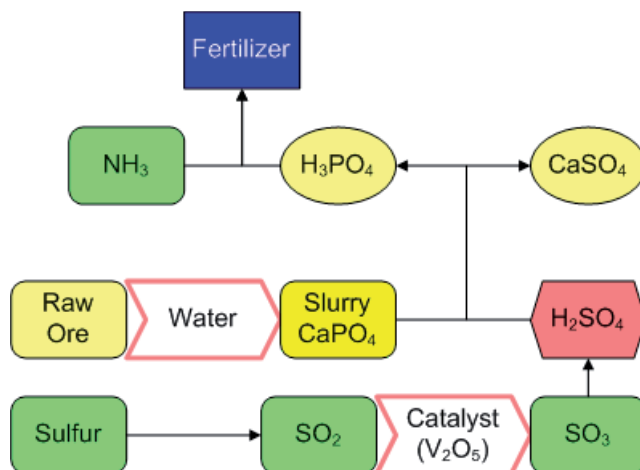 Fertilizer
NH₃
H₃PO₄
CaSO₄
Raw
Ore
Water
Slurry
CaPO₄
H₂SO₄
Sulfur
SO₂
Catalyst
(V₂O₅)
SO₃